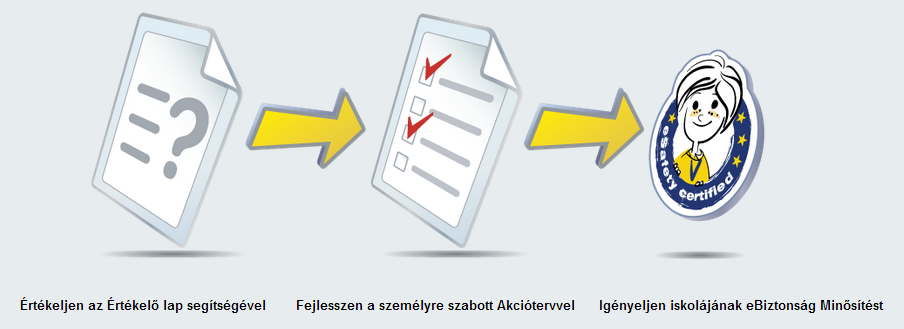 ?
eSafety certified
Értékeljen az Értékelő lap segítségével
Fejlesszen a személyre szabott Akciótervvel
Igényeljen iskolájának eBiztonság Minősítést